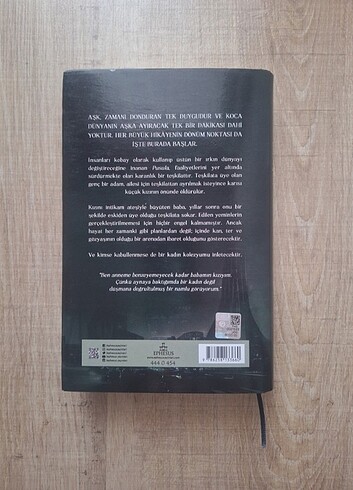 AŞK, ZAMANI DONDURAN TEK DUYGUDUR VE KOCA
DÜNYANIN AŞKA AYIRACAK TEK BİR DAKİKASI DAHİ
YOKTUR. HER BÜYÜK HİKÂYENİN DÖNÜM NOKTASI DA
İŞTE BURADA BAŞLAR.
İnsanları kobay olarak kullanıp üstün bir ırkın dünyayı
değiştireceğine inanan Pusula, faaliyetlerini yer altında
sürdürmekte olan karanlık bir teşkilattır. Teşkilata üye olan
genç bir adam, ailesi için teşkilattan ayrılmak isteyince karısı
küçük kızının önünde öldürülür.
Kızını intikam ateşiyle büyüten baba, yıllar sonra onu bir
şekilde eskiden üye olduğu teşkilata sokar. Edilen yeminlerin
gerçekleştirilmemesi için hiçbir engel kalmamıştır. Ancak
hayat her zamanki gibi planlardan değil; içinde kan, ter ve
gözyaşının olduğu bir arenadan ibaret olduğunu gösterecektir.
Ve kimse kabullenmese de bir kadın kolezyumu inletecektir.
"Ben anneme benzeyemeyecek kadar babamın kızıyım.
Çünkü aynaya baktığımda bir kadın değil
düşmana doğrultulmuş bir namlu görüyorum."
EPHESUS
444 0 454